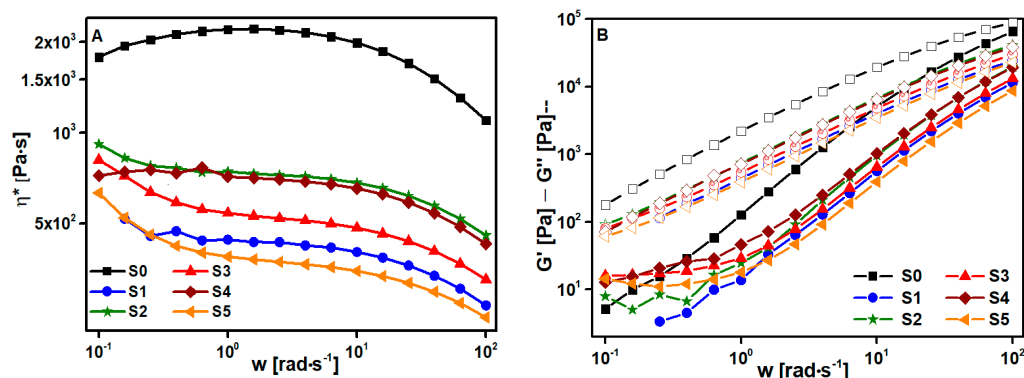 A
η* [Pa·s]
2x10³
1.5x10³
10³
5x10²
S0 S3
S1 S4
S2 S5
10⁻¹ 10⁰ 10¹ 10²
w [rad·s⁻¹]
B
G' [Pa] — G'' [Pa]--
10⁵
10⁴
10³
10²
10¹
S0 S3
S1 S4
S2 S5
10⁻¹ 10⁰ 10¹ 10²
w [rad·s⁻¹]